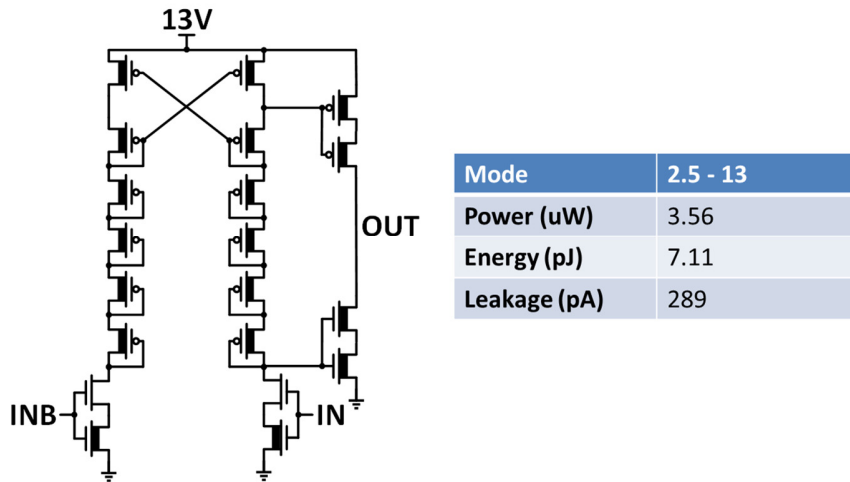 13V
OUT
INB
IN
Mode 2.5 - 13
Power (uW) 3.56
Energy (pJ) 7.11
Leakage (pA) 289